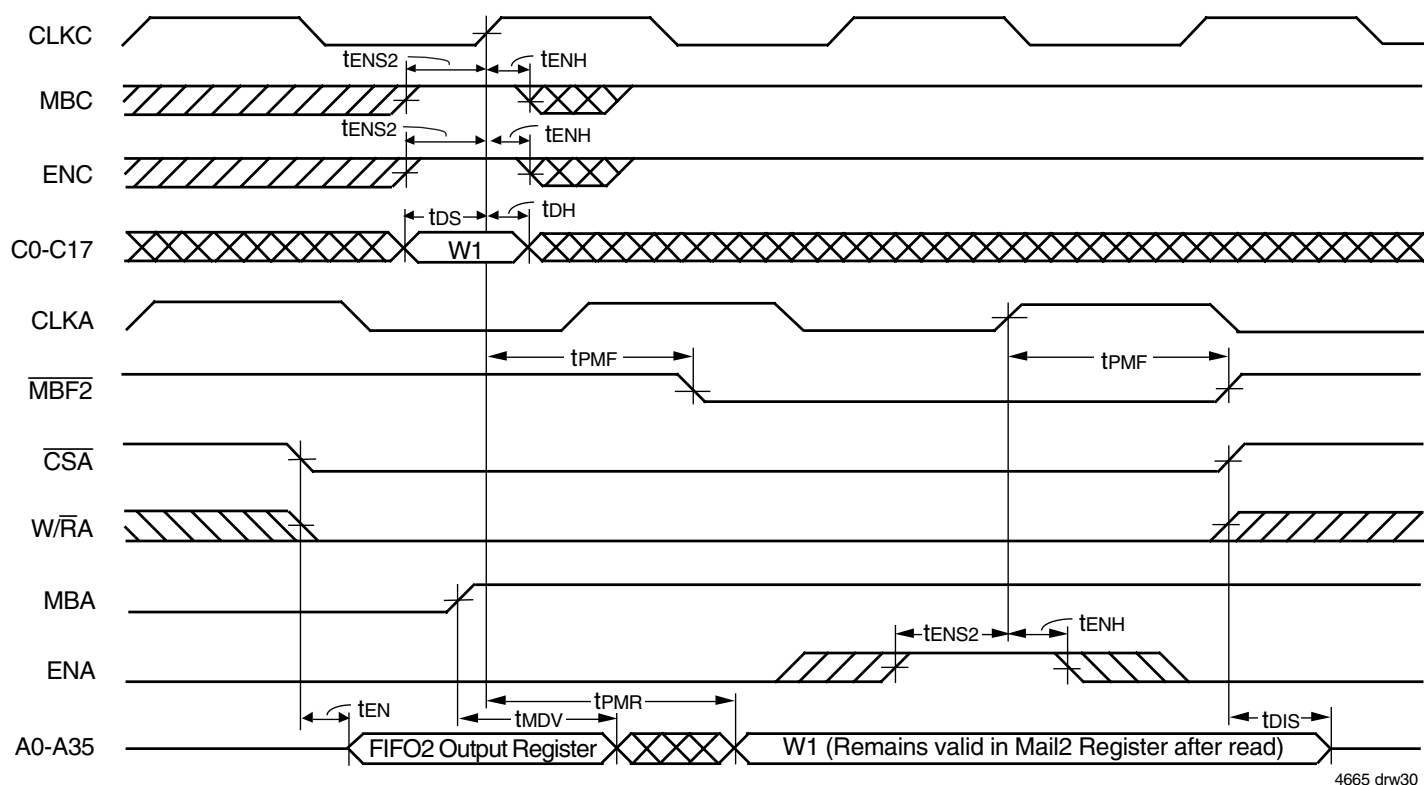 CLKC
tENS2
tENH
MBC
tENS2
tENH
ENC
tDS
tDH
C0-C17
W1
CLKA
tPMF
tPMF
MBF2
CSA
W/RA
MBA
tENS2
tENH
ENA
tPMR
tEN
tMDV
tDIS
A0-A35
FIFO2 Output Register
W1 (Remains valid in Mail2 Register after read)
4665 drw30